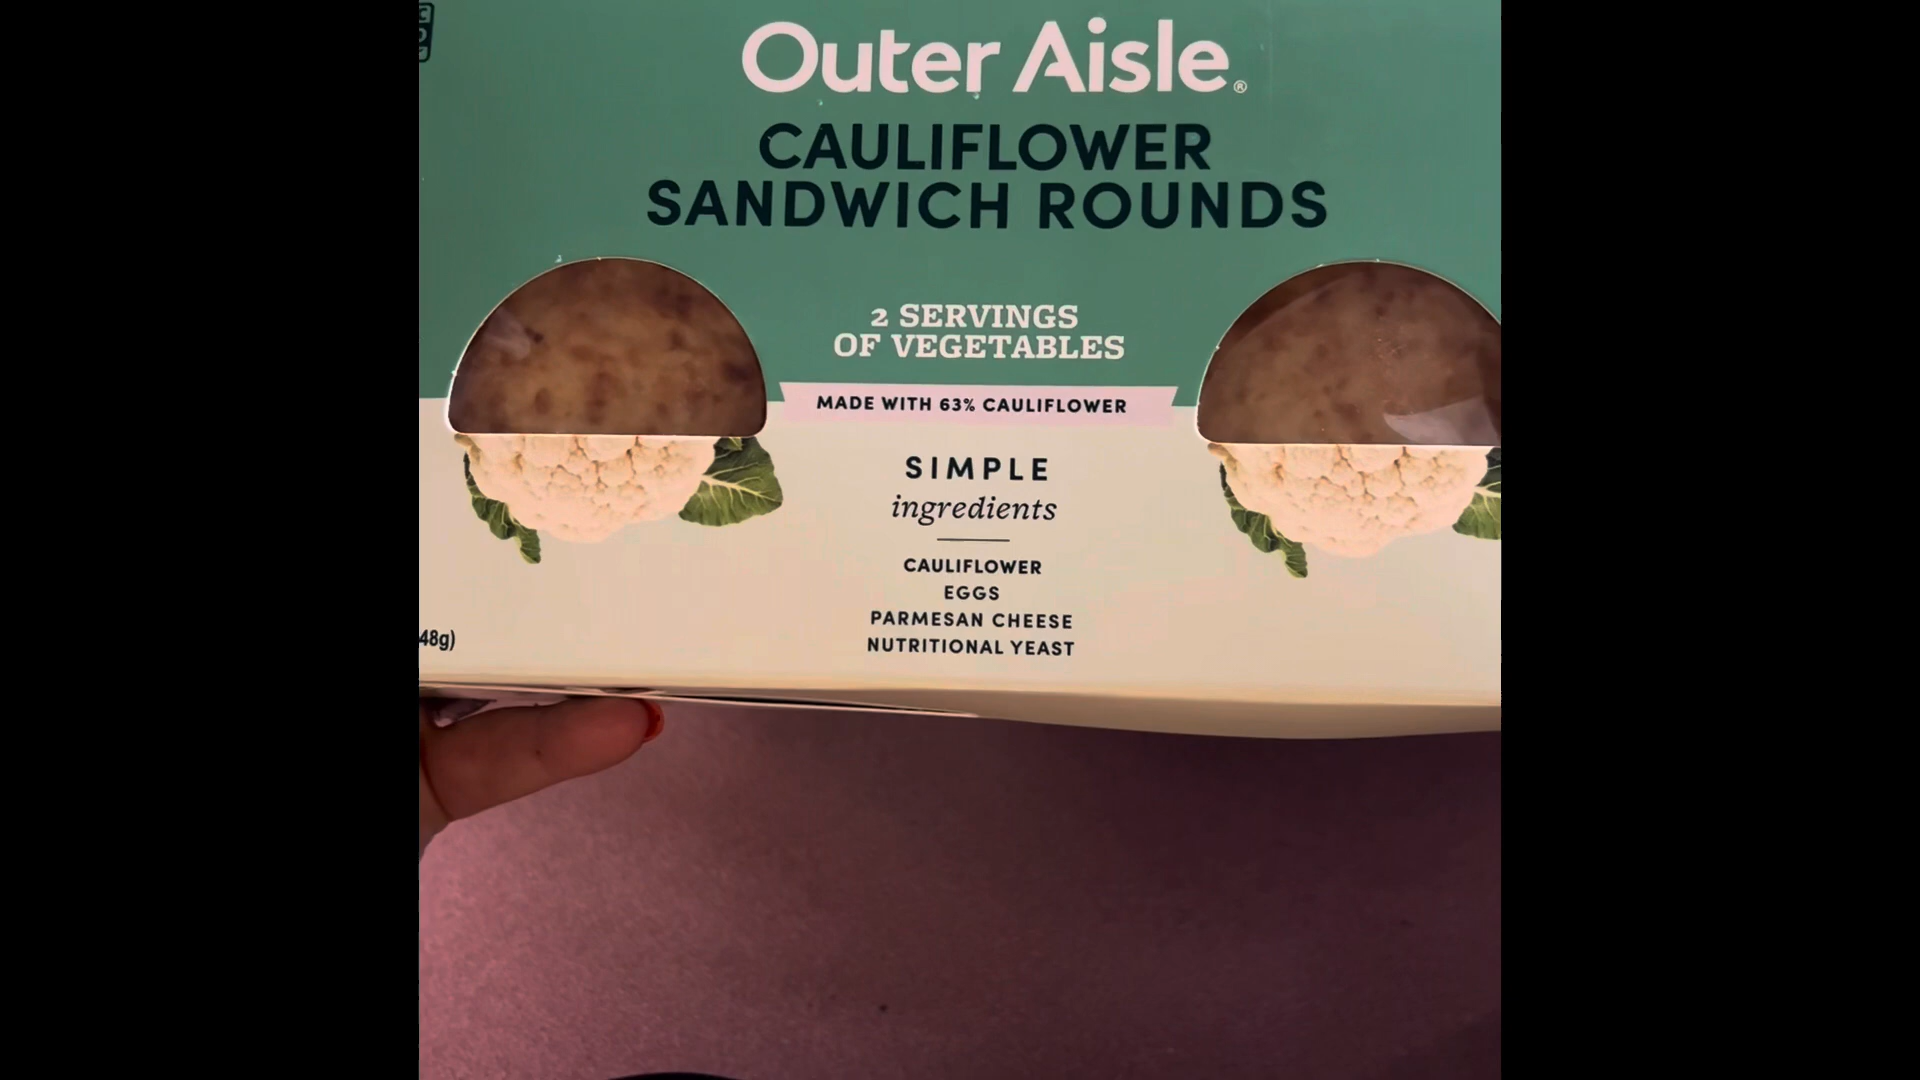 Outer Aisle®
CAULIFLOWER
SANDWICH ROUNDS
2 SERVINGS
OF VEGETABLES
MADE WITH 63% CAULIFLOWER
SIMPLE
ingredients
CAULIFLOWER
EGGS
PARMESAN CHEESE
NUTRITIONAL YEAST
48g)